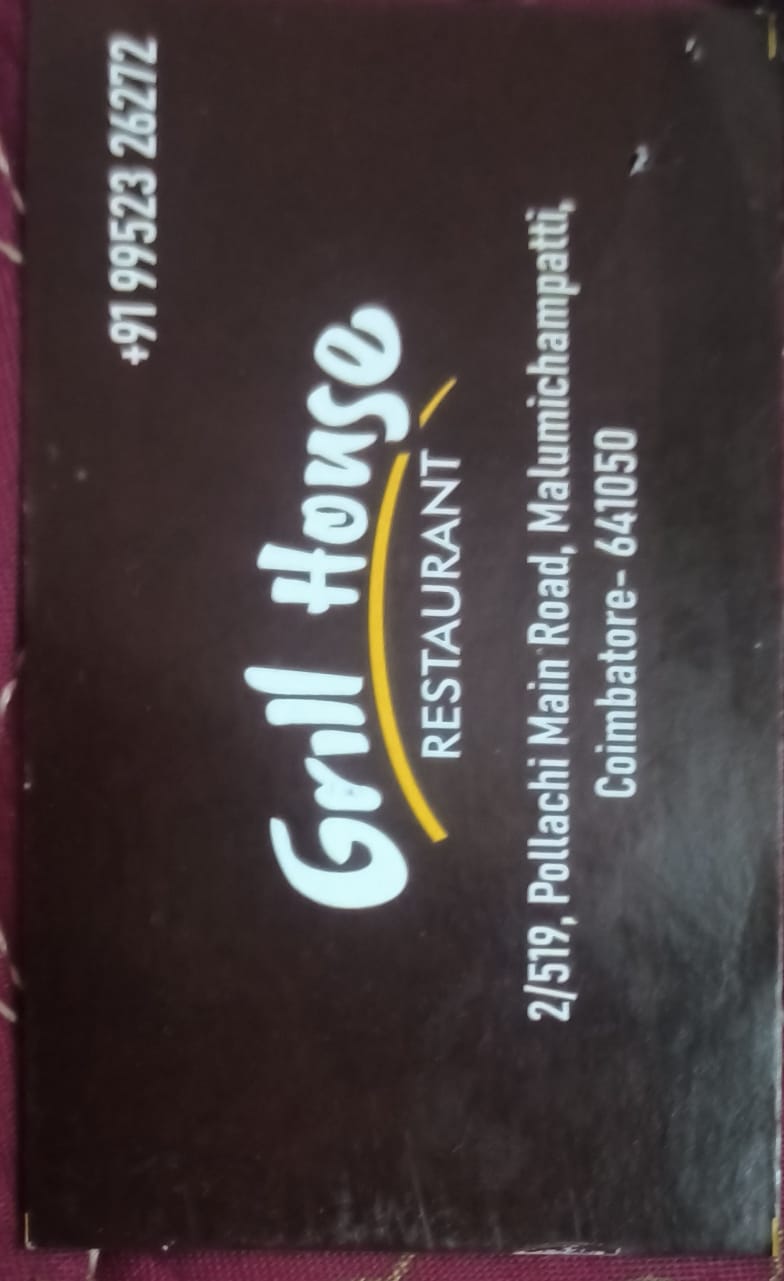 +91 99523 26272
Grill House
RESTAURANT
2/519, Pollachi Main Road, Malumichampatti,
Coimbatore- 641050